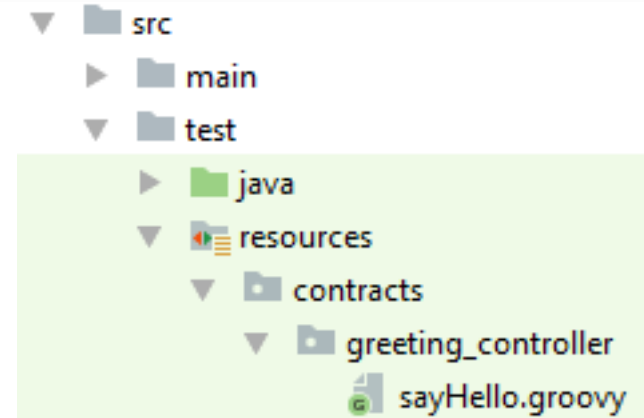 src
main
test
java
resources
contracts
greeting_controller
sayHello.groovy